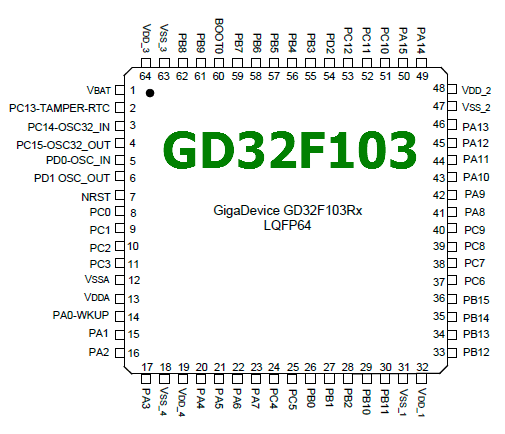 VDD_3 VSS_3 PB8 PB9 BOOT0 PB7 PB6 PB5 PB4 PB3 PD2 PC12 PC11 PC10 PA15 PA14
64 63 62 61 60 59 58 57 56 55 54 53 52 51 50 49
VBAT 1
PC13-TAMPER-RTC 2
PC14-OSC32_IN 3
PC15-OSC32_OUT 4
PD0-OSC_IN 5
PD1 OSC_OUT 6
NRST 7
PC0 8
PC1 9
PC2 10
PC3 11
VSSA 12
VDDA 13
PA0-WKUP 14
PA1 15
PA2 16
GD32F103
GigaDevice GD32F103Rx
LQFP64
48 VDD_2
47 VSS_2
46 PA13
45 PA12
44 PA11
43 PA10
42 PA9
41 PA8
40 PC9
39 PC8
38 PC7
37 PC6
36 PB15
35 PB14
34 PB13
33 PB12
17 18 19 20 21 22 23 24 25 26 27 28 29 30 31 32
PA3 VSS_4 VDD_4 PA4 PA5 PA6 PA7 PC4 PC5 PB0 PB1 PB2 PB10 PB11 VSS_1 VDD_1